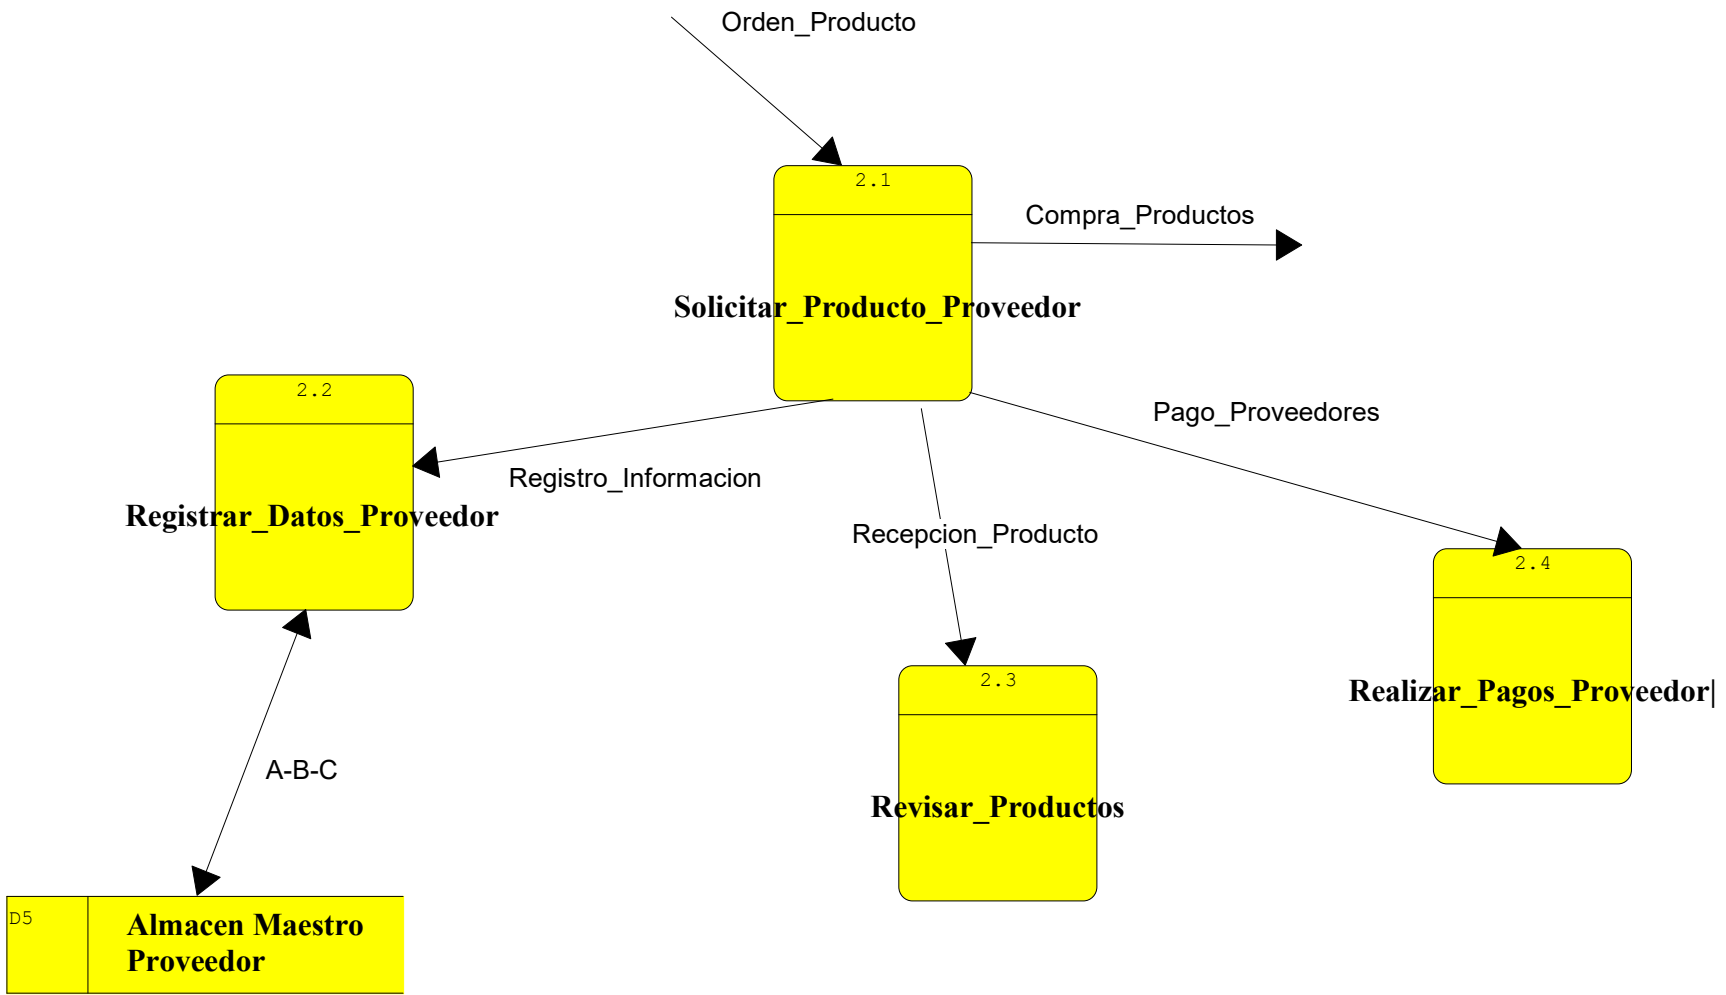 Orden_Producto
2.1
Compra_Productos
Solicitar_Producto_Proveedor
2.2
Pago_Proveedores
Registro_Informacion
Registrar_Datos_Proveedor
Recepcion_Producto
2.4
2.3
Realizar_Pagos_Proveedor|
A-B-C
Revisar_Productos
D5
Almacen Maestro
Proveedor